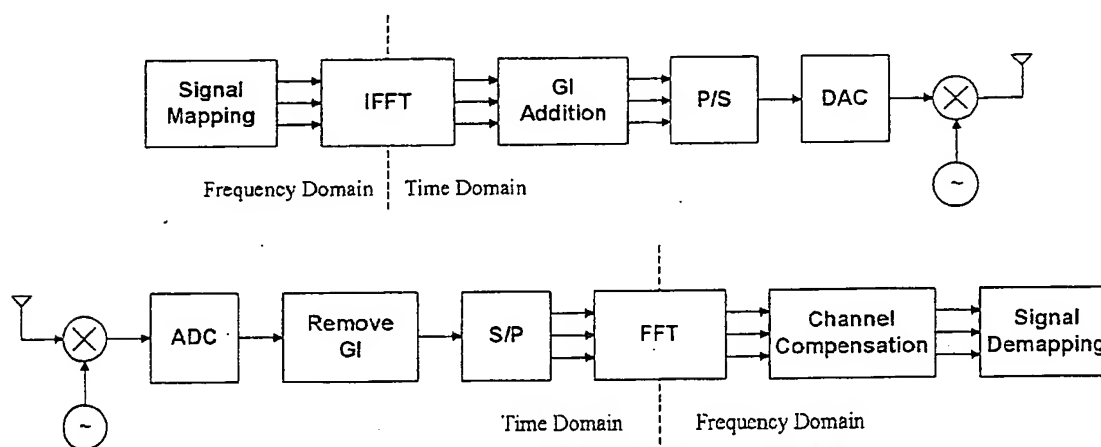 Signal
Mapping
IFFT
GI
Addition
P/S
DAC
~
Frequency Domain
Time Domain
ADC
Remove
GI
S/P
FFT
Channel
Compensation
Signal
Demapping
~
Time Domain
Frequency Domain